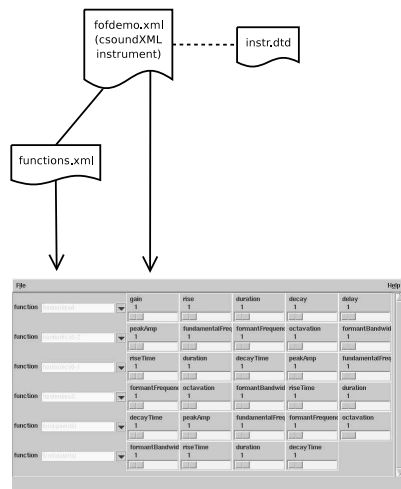 fofdemo.xml
(csoundXML
instrument)
instr.dtd
functions.xml
File Help
gain rise duration decay delay
function 1 1 1 1 1
peakAmp fundamentalFreq formantFrequenc octavation formantBandwid
function 1 1 1 1 1
riseTime duration decayTime peakAmp fundamentalFreq
function 1 1 1 1 1
formantFrequenc octavation formantBandwid riseTime duration
function 1 1 1 1 1
decayTime peakAmp fundamentalFreq formantFrequenc octavation
function 1 1 1 1 1
formantBandwid riseTime duration decayTime
function 1 1 1 1